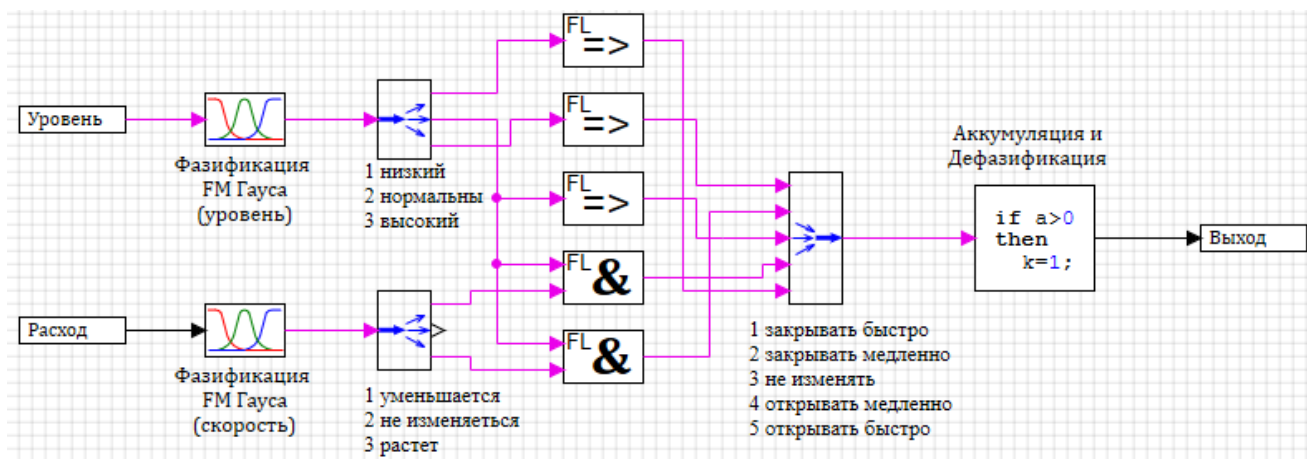 FL
=>
FL
=>
FL
=>
FL
&
FL
&
Уровень
Фазификация
FM Гауса
(уровень)
1 низкий
2 нормальны
3 высокий
Расход
Фазификация
FM Гауса
(скорость)
1 уменьшается
2 не изменяеться
3 растет
1 закрывать быстро
2 закрывать медленно
3 не изменять
4 открывать медленно
5 открывать быстро
Аккумуляция и
Дефазификация
if a>0
then
k=1;
Выход